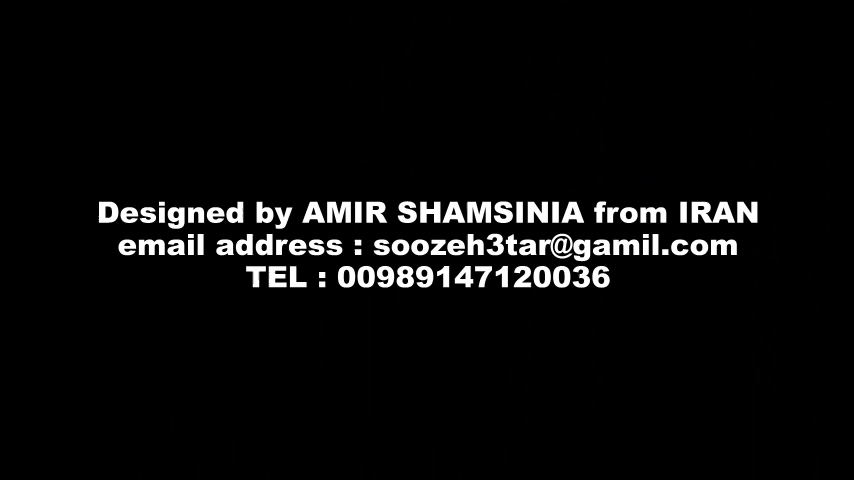 Designed by AMIR SHAMSINIA from IRAN
email address : soozeh3tar@gamil.com
TEL : 00989147120036